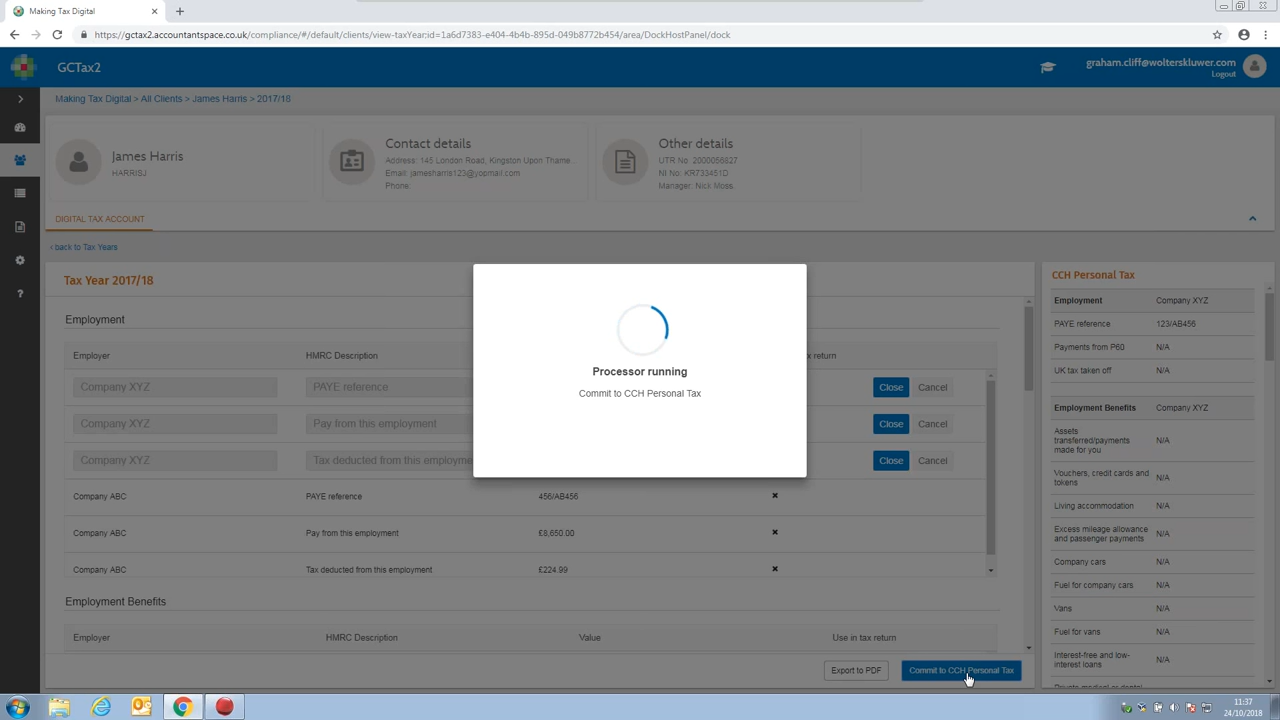 Making Tax Digital
https://gctax2.accountantspace.co.uk/compliance/#/default/clients/view-taxYear;id=1a6d7383-e404-4b4b-895d-049b8772b454/area/DockHostPanel/dock
GCTax2
graham.cliff@wolterskluwer.com
Logout
Making Tax Digital > All Clients > James Harris > 2017/18
James Harris
HARRISJ
Contact details
Address: 145 London Road, Kingston Upon Thame...
Email: jamesharris123@yopmail.com
Phone:
Other details
UTR No: 2000056827
NI No: KR733451D
Manager: Nick Moss.
DIGITAL TAX ACCOUNT
‹ back to Tax Years
Tax Year 2017/18
Employment
Employer HMRC Description x return
Company XYZ PAYE reference Close Cancel
Company XYZ Pay from this employment Close Cancel
Company XYZ Tax deducted from this employme Close Cancel
Company ABC PAYE reference 456/AB456
Company ABC Pay from this employment £8,650.00
Company ABC Tax deducted from this employment £224.99
Employment Benefits
Employer HMRC Description Value Use in tax return
Export to PDF Commit to CCH Personal Tax
Processor running
Commit to CCH Personal Tax
CCH Personal Tax
Employment Company XYZ
PAYE reference 123/AB456
Payments from P60 N/A
UK tax taken off N/A
Employment Benefits Company XYZ
Assets
transferred/payments N/A
made for you
Vouchers, credit cards and N/A
tokens
Living accommodation N/A
Excess mileage allowance N/A
and passenger payments
Company cars N/A
Fuel for company cars N/A
Vans N/A
Fuel for vans N/A
Interest-free and low- N/A
interest loans
Private medical or dental
11:37
24/10/2018